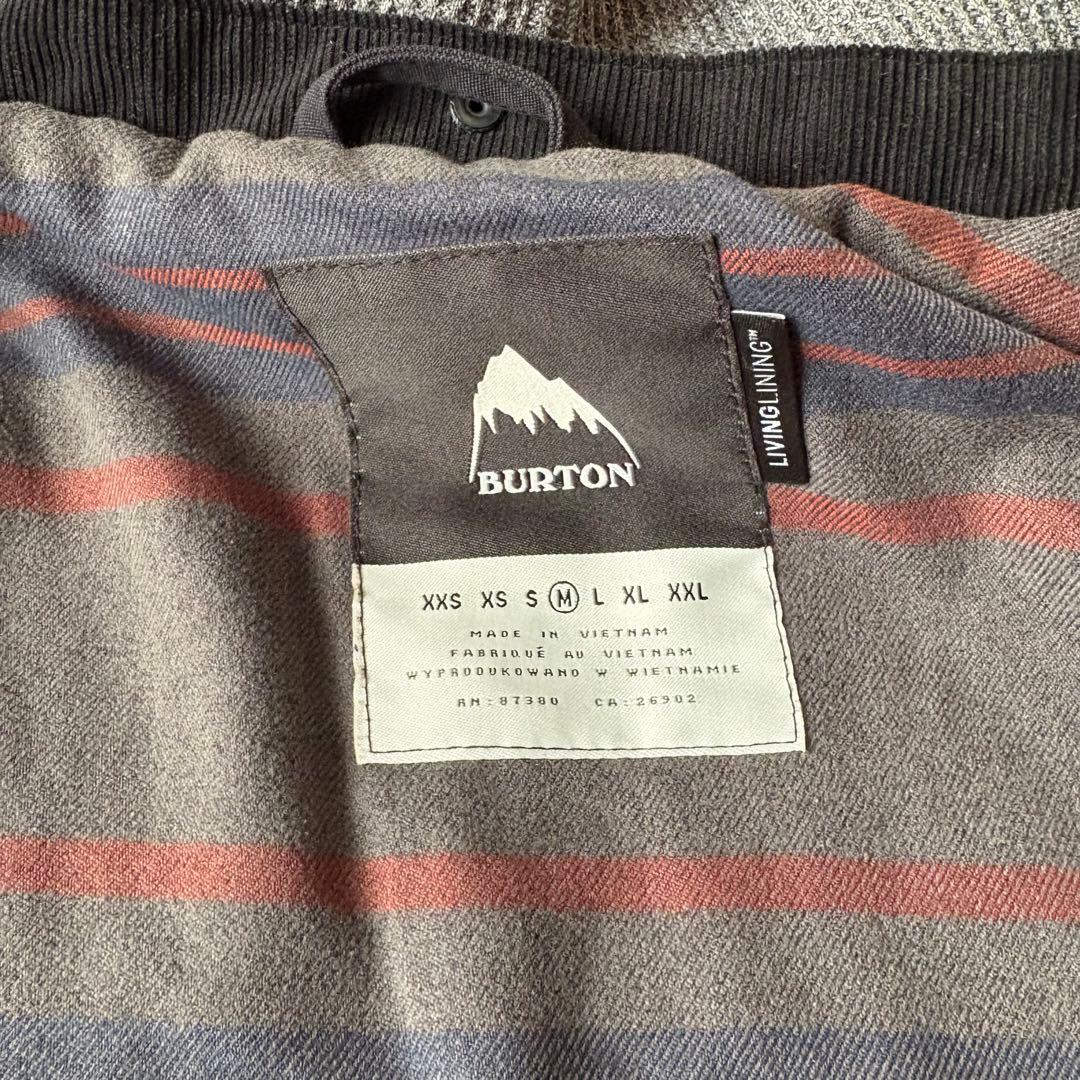 BURTON
LIVINGLINING™
XXS XS S M L XL XXL
MADE IN VIETNAM
FABRIQUÉ AU VIETNAM
WYPRODUKOWANO W WIETNAMIE
RN:87380 CA:26902